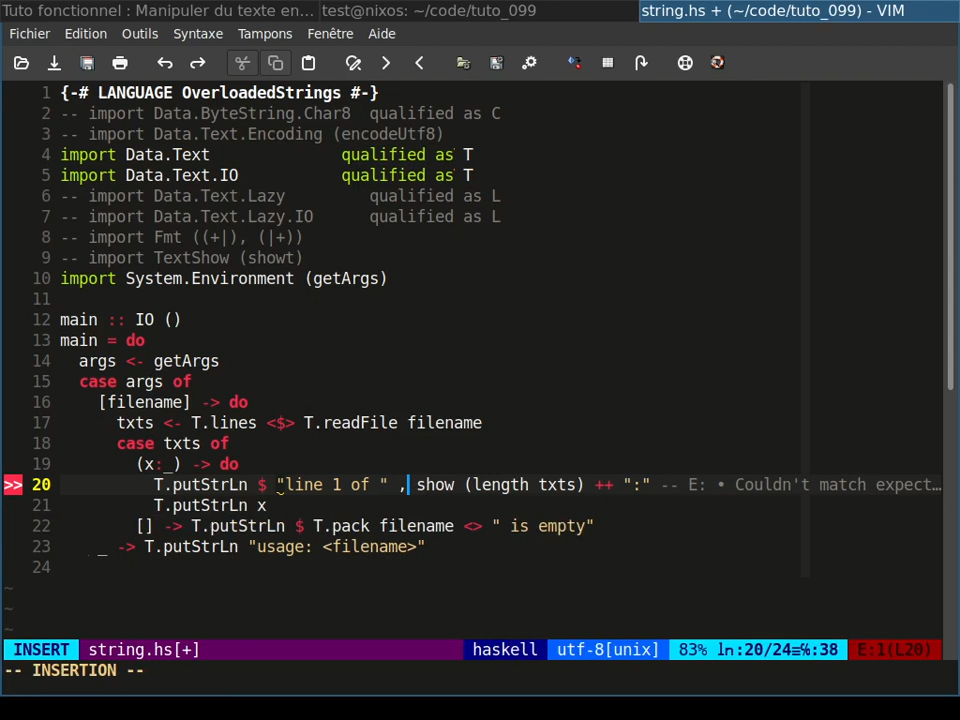 Tuto fonctionnel : Manipuler du texte en... test@nixos: ~/code/tuto_099 string.hs + (~/code/tuto_099) - VIM
Fichier Edition Outils Syntaxe Tampons Fenêtre Aide
1 {-# LANGUAGE OverloadedStrings #-}
2 -- import Data.ByteString.Char8 qualified as C
3 -- import Data.Text.Encoding (encodeUtf8)
4 import Data.Text qualified as T
5 import Data.Text.IO qualified as T
6 -- import Data.Text.Lazy qualified as L
7 -- import Data.Text.Lazy.IO qualified as L
8 -- import Fmt ((+|), (|+))
9 -- import TextShow (showt)
10 import System.Environment (getArgs)
11
12 main :: IO ()
13 main = do
14 args <- getArgs
15 case args of
16 [filename] -> do
17 txts <- T.lines <$> T.readFile filename
18 case txts of
19 (x:_) -> do
>> 20 T.putStrLn $ "line 1 of " , show (length txts) ++ ":" -- E: • Couldn't match expect…
21 T.putStrLn x
22 [] -> T.putStrLn $ T.pack filename <> " is empty"
23 _ -> T.putStrLn "usage: <filename>"
24
~
~
~
INSERT string.hs[+] haskell utf-8[unix] 83% ln:20/24≡℅:38 E:1(L20)
-- INSERTION --